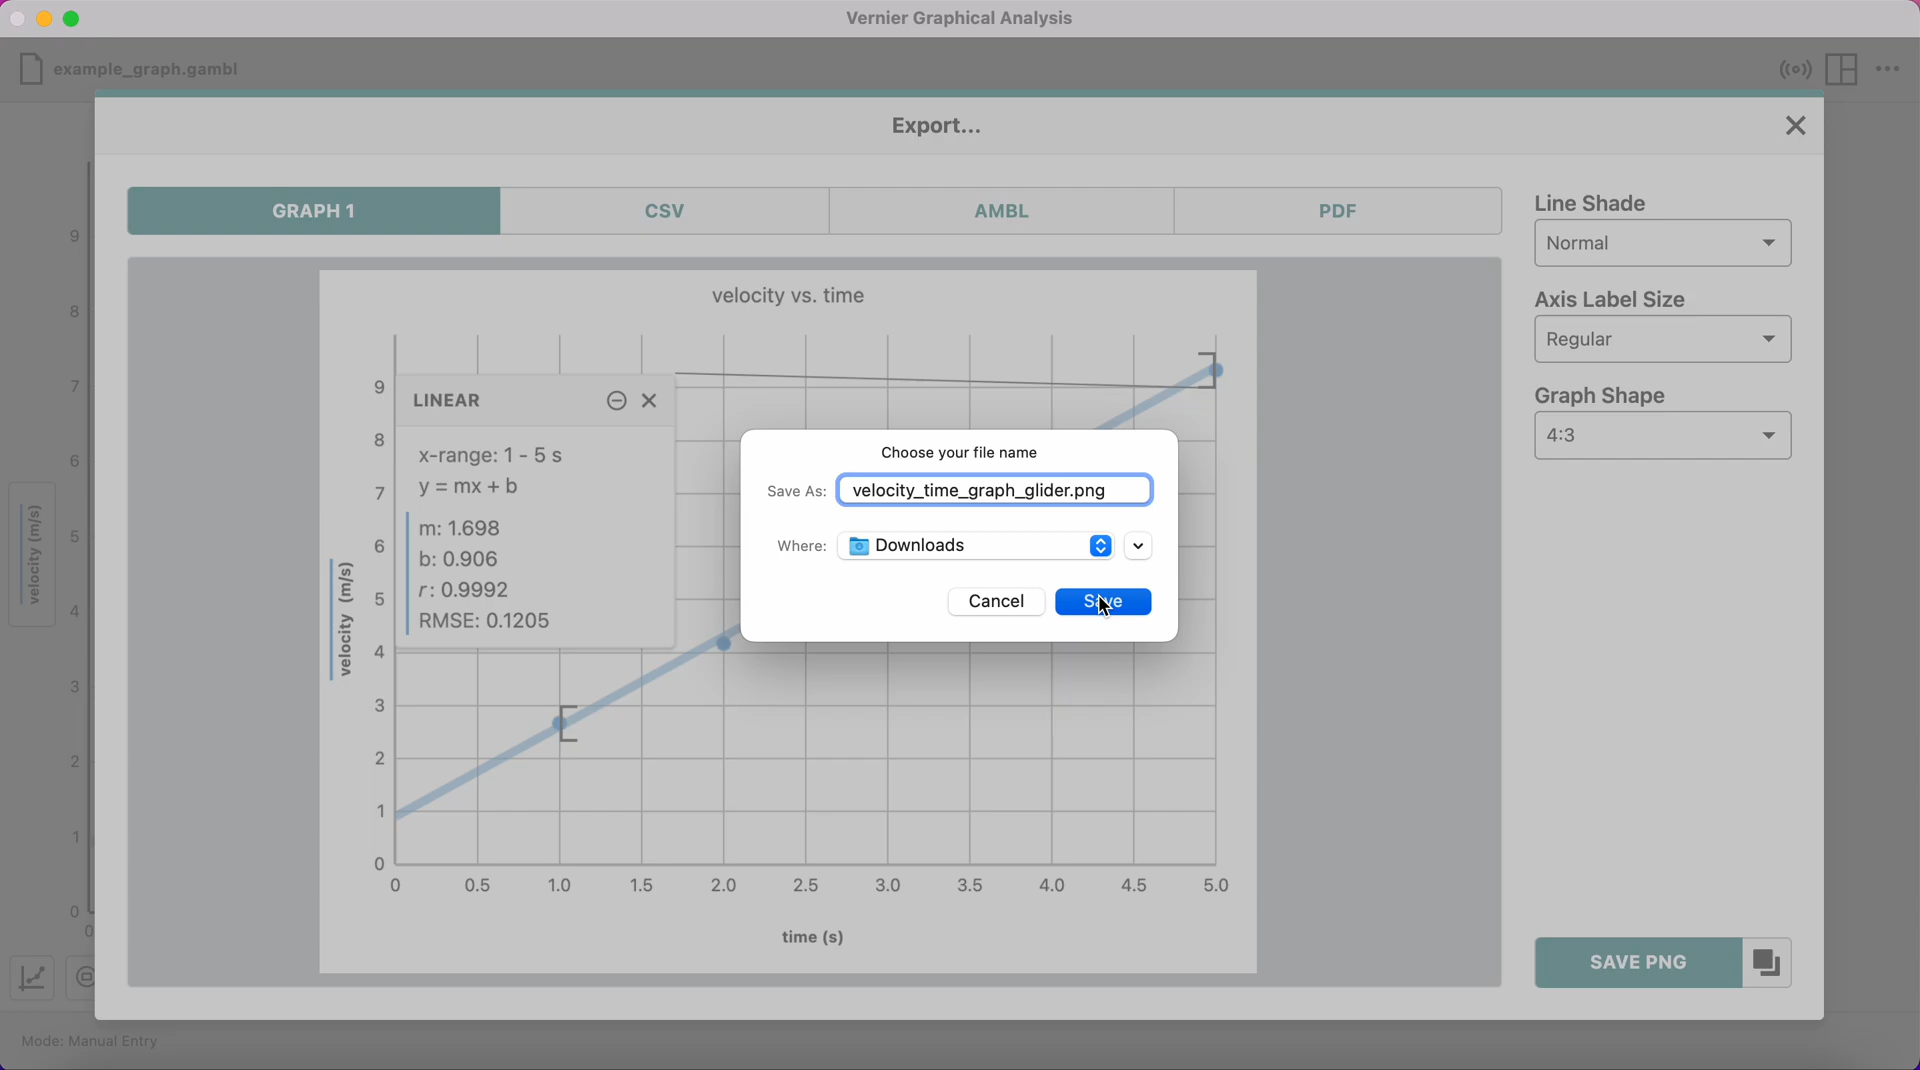 Vernier Graphical Analysis
example_graph.gambl
Export...
GRAPH 1
CSV
AMBL
PDF
Line Shade
Normal
Axis Label Size
Regular
Graph Shape
4:3
velocity vs. time
LINEAR
x-range: 1 - 5 s
y = mx + b
m: 1.698
b: 0.906
r: 0.9992
RMSE: 0.1205
Choose your file name
Save As: velocity_time_graph_glider.png
Where: Downloads
Cancel
Save
velocity (m/s)
9
8
7
6
5
4
3
2
1
0
0 0.5 1.0 1.5 2.0 2.5 3.0 3.5 4.0 4.5 5.0
time (s)
velocity (m/s)
9
8
7
6
5
4
3
2
1
0
0
SAVE PNG
Mode: Manual Entry